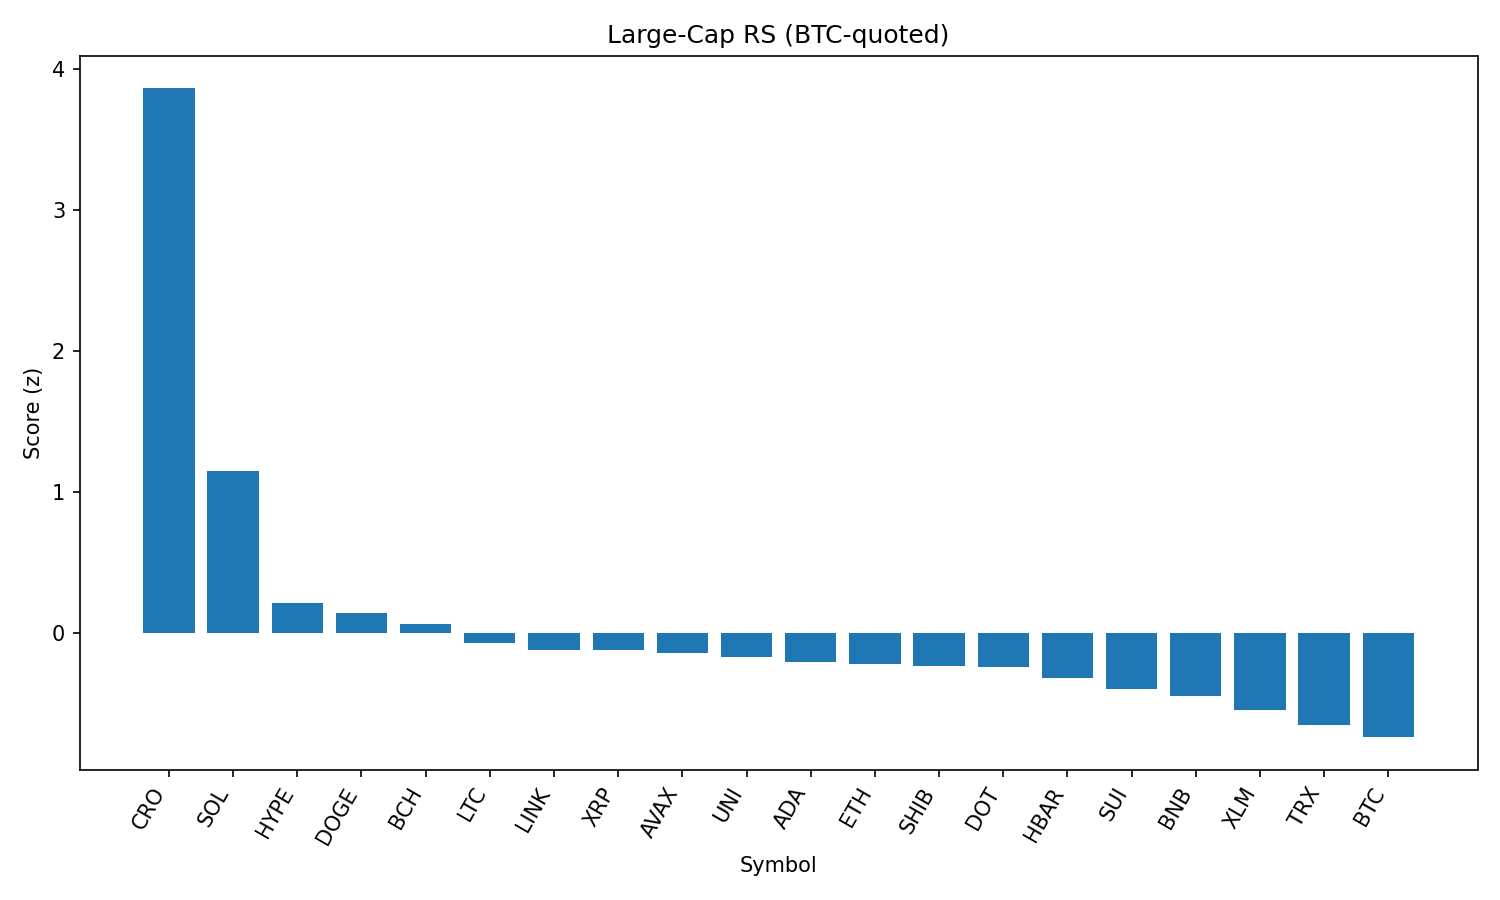 Large-Cap RS (BTC-quoted)
Score (z)
4
3
2
1
0
CRO
SOL
HYPE
DOGE
BCH
LTC
LINK
XRP
AVAX
UNI
ADA
ETH
SHIB
DOT
HBAR
SUI
BNB
XLM
TRX
BTC
Symbol